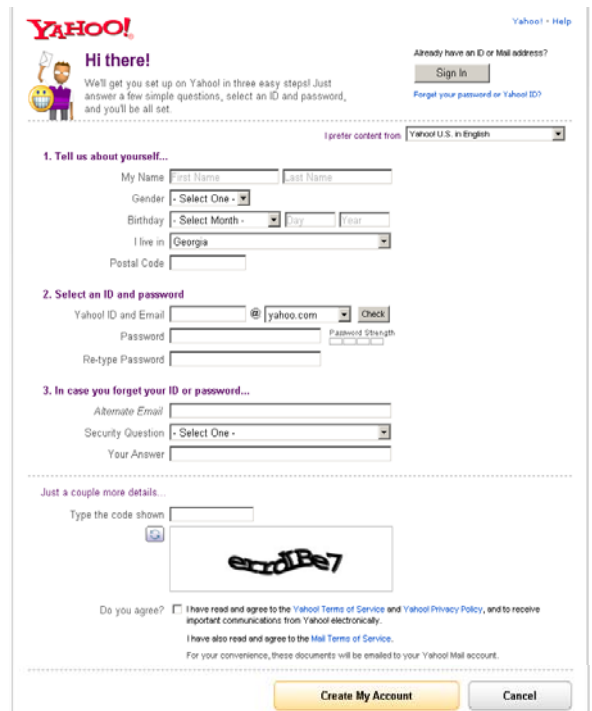 YAHOO!
Yahoo! - Help
Hi there!
We'll get you set up on Yahoo! in three easy steps! Just
answer a few simple questions, select an ID and password,
and you'll be all set.
Already have an ID or Mail address?
Sign In
Forget your password or Yahoo! ID?
I prefer content from Yahoo! U.S. in English
1. Tell us about yourself...
My Name First Name Last Name
Gender - Select One -
Birthday - Select Month - Day Year
I live in Georgia
Postal Code
2. Select an ID and password
Yahoo! ID and Email @ yahoo.com Check
Password Password Strength
Re-type Password
3. In case you forget your ID or password...
Alternate Email
Security Question - Select One -
Your Answer
Just a couple more details...
Type the code shown
Do you agree? I have read and agree to the Yahoo! Terms of Service and Yahoo! Privacy Policy, and to receive
important communications from Yahoo! electronically.
I have also read and agree to the Mail Terms of Service.
For your convenience, these documents will be emailed to your Yahoo! Mail account.
Create My Account Cancel